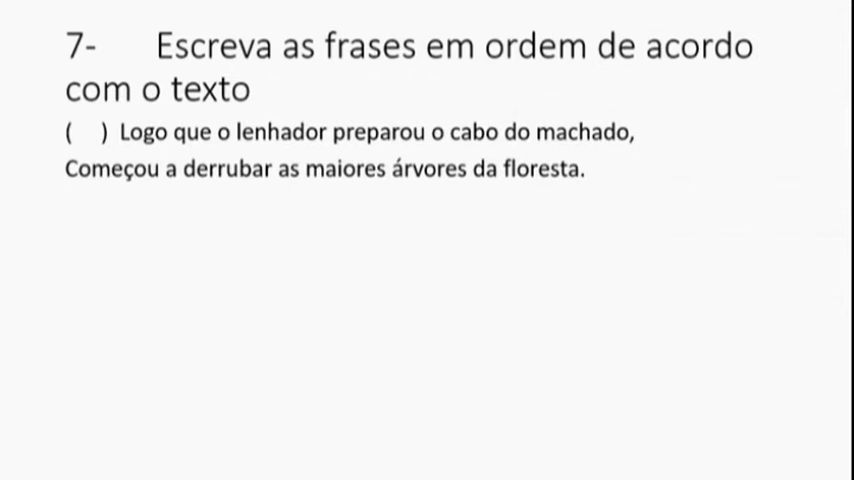 7- Escreva as frases em ordem de acordo
com o texto
( ) Logo que o lenhador preparou o cabo do machado,
Começou a derrubar as maiores árvores da floresta.